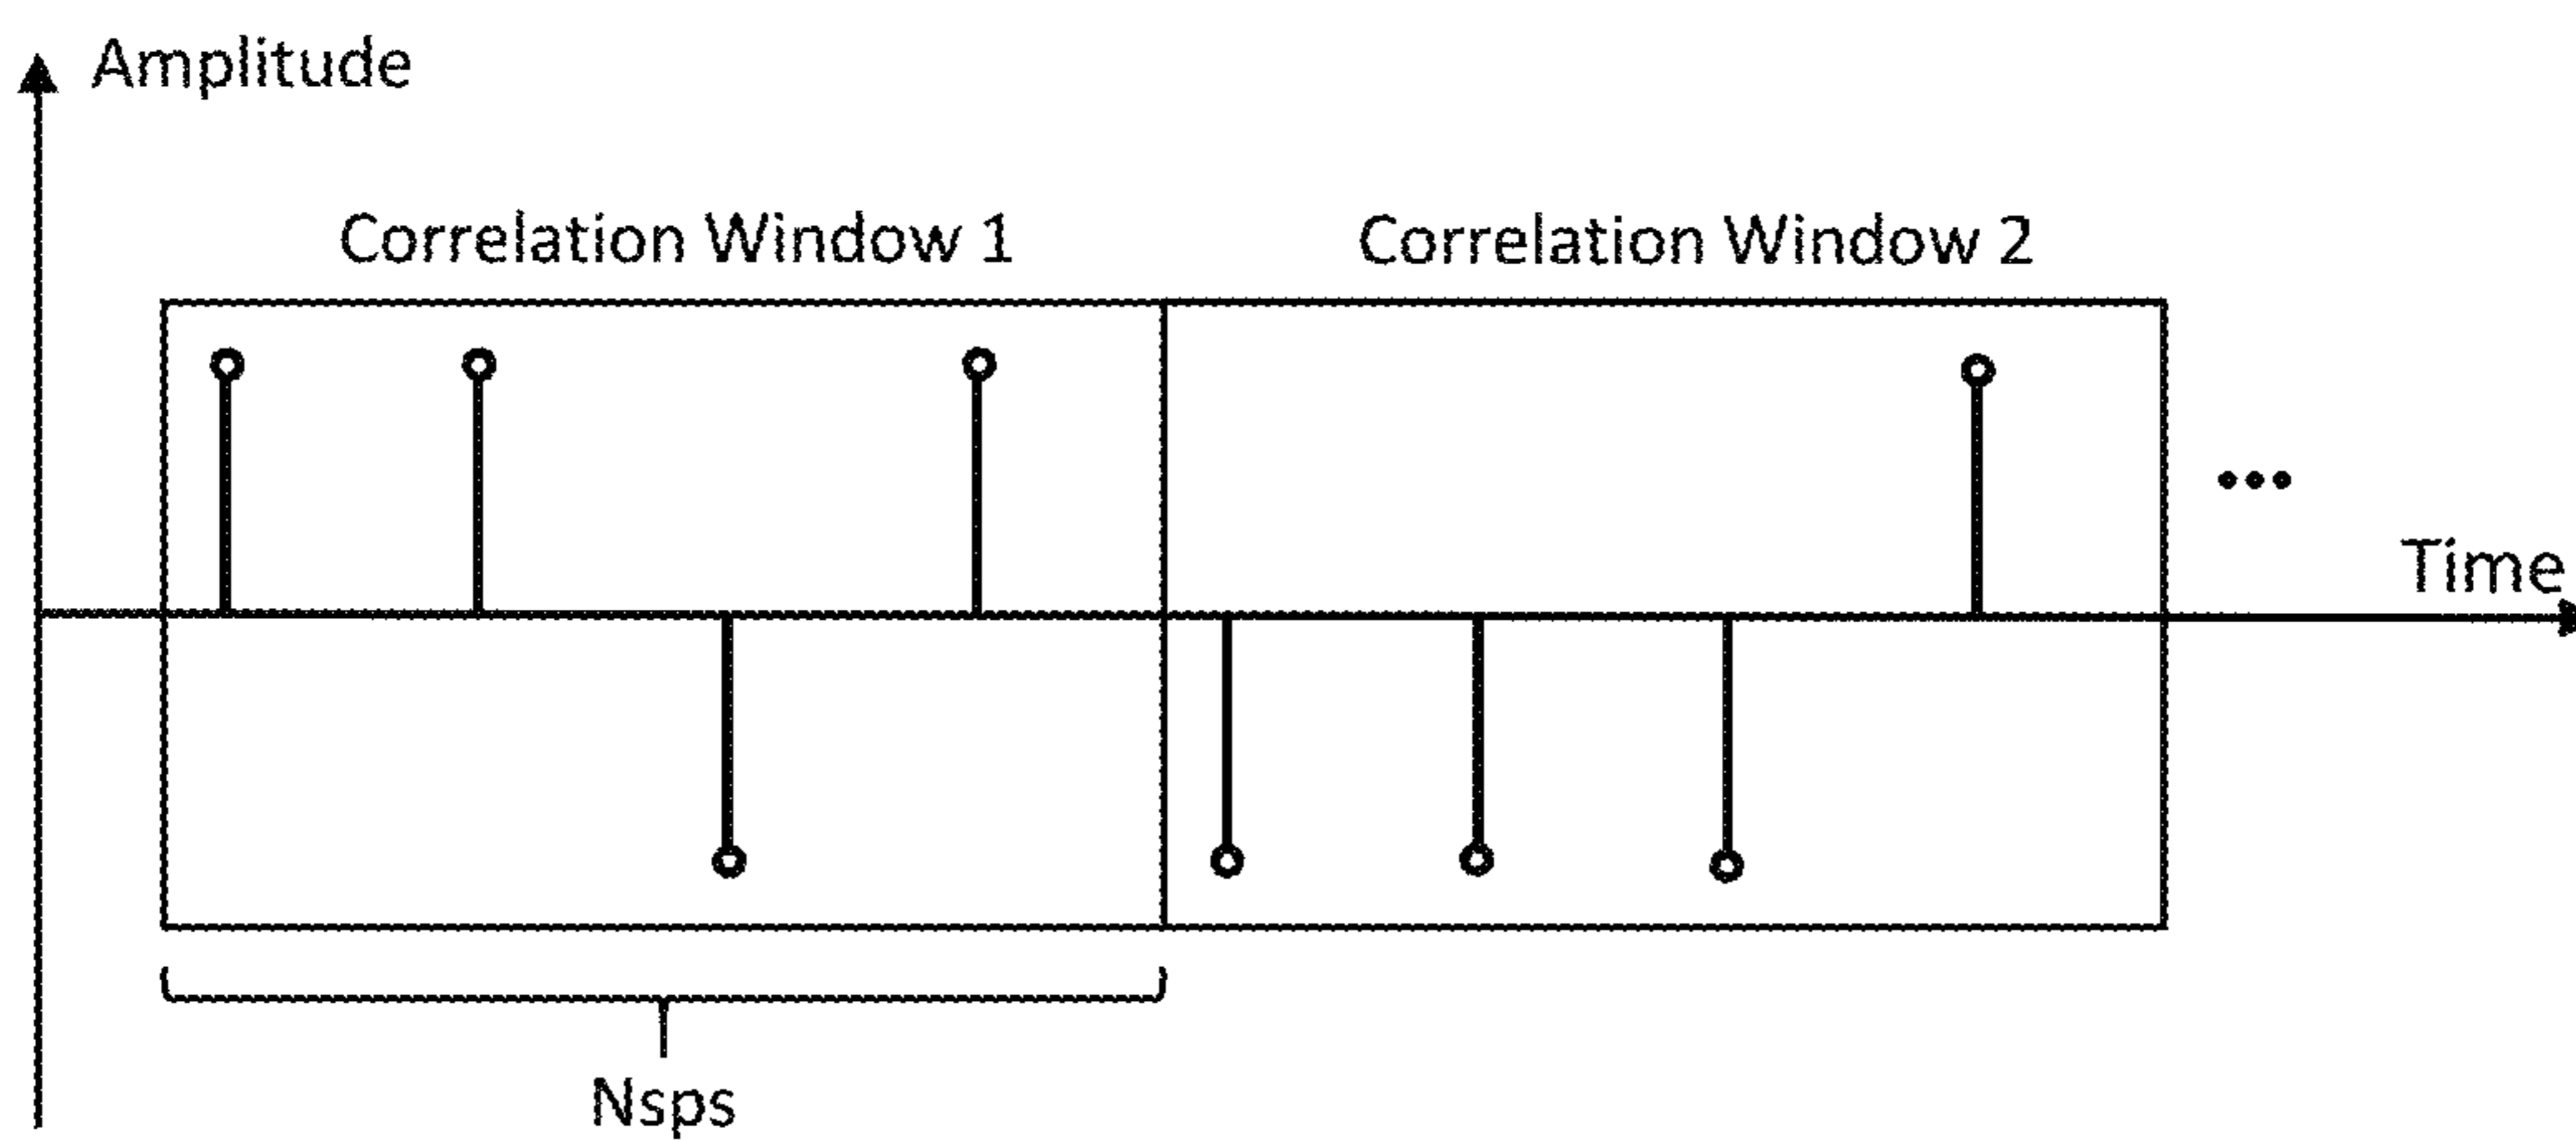 Amplitude
Correlation Window 1
Correlation Window 2
...
Time
Nsps